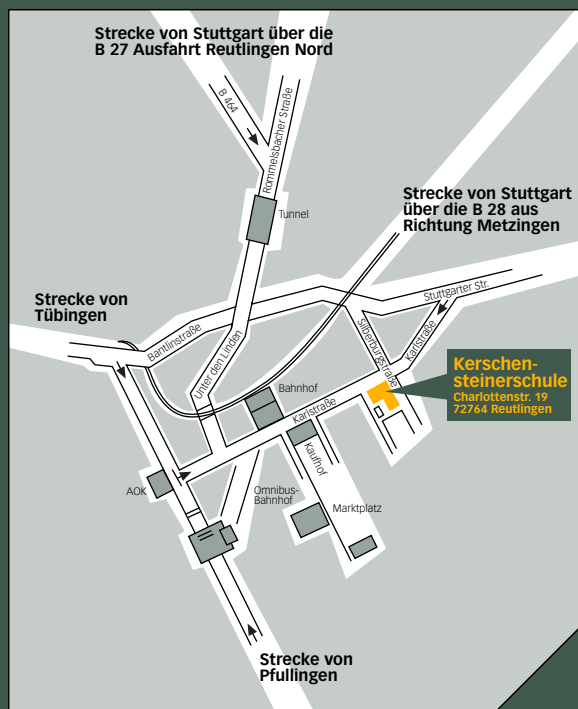 Strecke von Stuttgart über die
B 27 Ausfahrt Reutlingen Nord
B 464
Rommelsbacher Straße
Tunnel
Strecke von Stuttgart
über die B 28 aus
Richtung Metzingen
Stuttgarter Str.
Strecke von
Tübingen
Bantlinstraße
Unter den Linden
Silberburgstraße
Karlstraße
Kerschen-
steinerschule
Charlottenstr. 19
72764 Reutlingen
Bahnhof
Karlstraße
Kaufhof
AOK
Omnibus-
Bahnhof
Marktplatz
Strecke von
Pfullingen